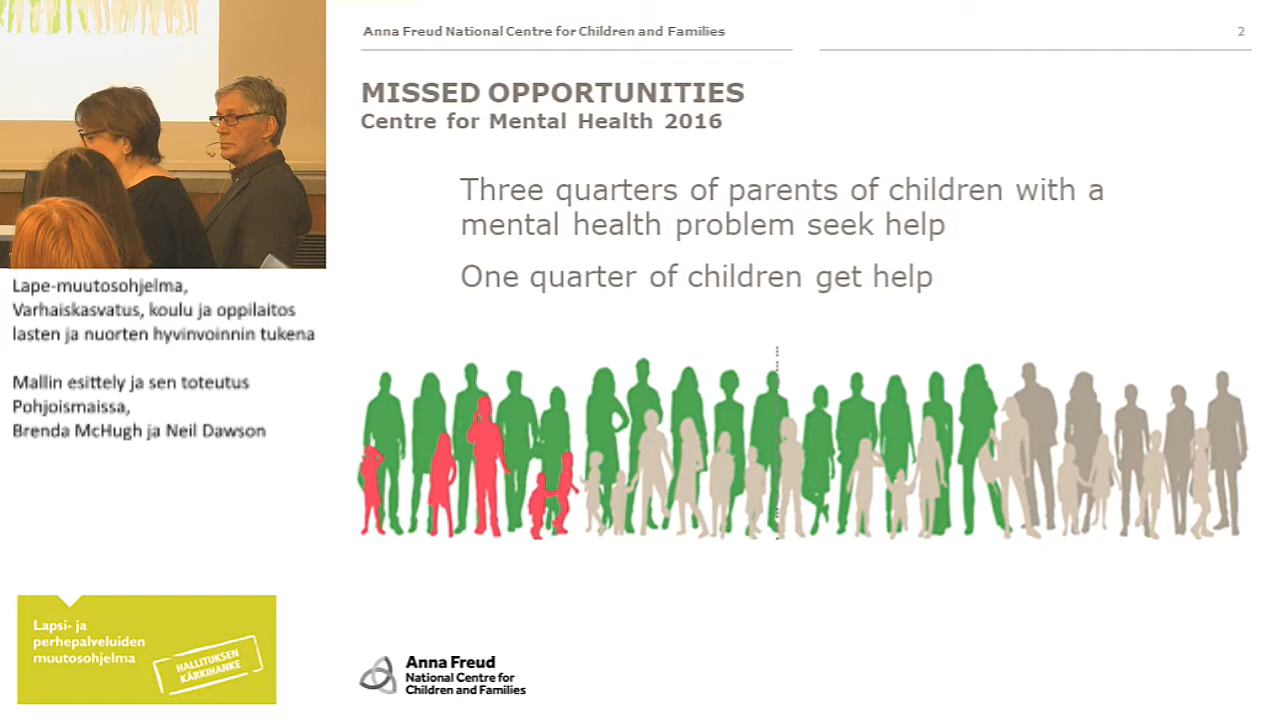 Anna Freud National Centre for Children and Families
2
MISSED OPPORTUNITIES
Centre for Mental Health 2016
Three quarters of parents of children with a
mental health problem seek help
One quarter of children get help
Lape-muutosohjelma,
Varhaiskasvatus, koulu ja oppilaitos
lasten ja nuorten hyvinvoinnin tukena
Mallin esittely ja sen toteutus
Pohjoismaissa,
Brenda McHugh ja Neil Dawson
Lapsi- ja
perhepalveluiden
muutosohjelma
HALLITUKSEN
KÄRKIHANKE
Anna Freud
National Centre for
Children and Families